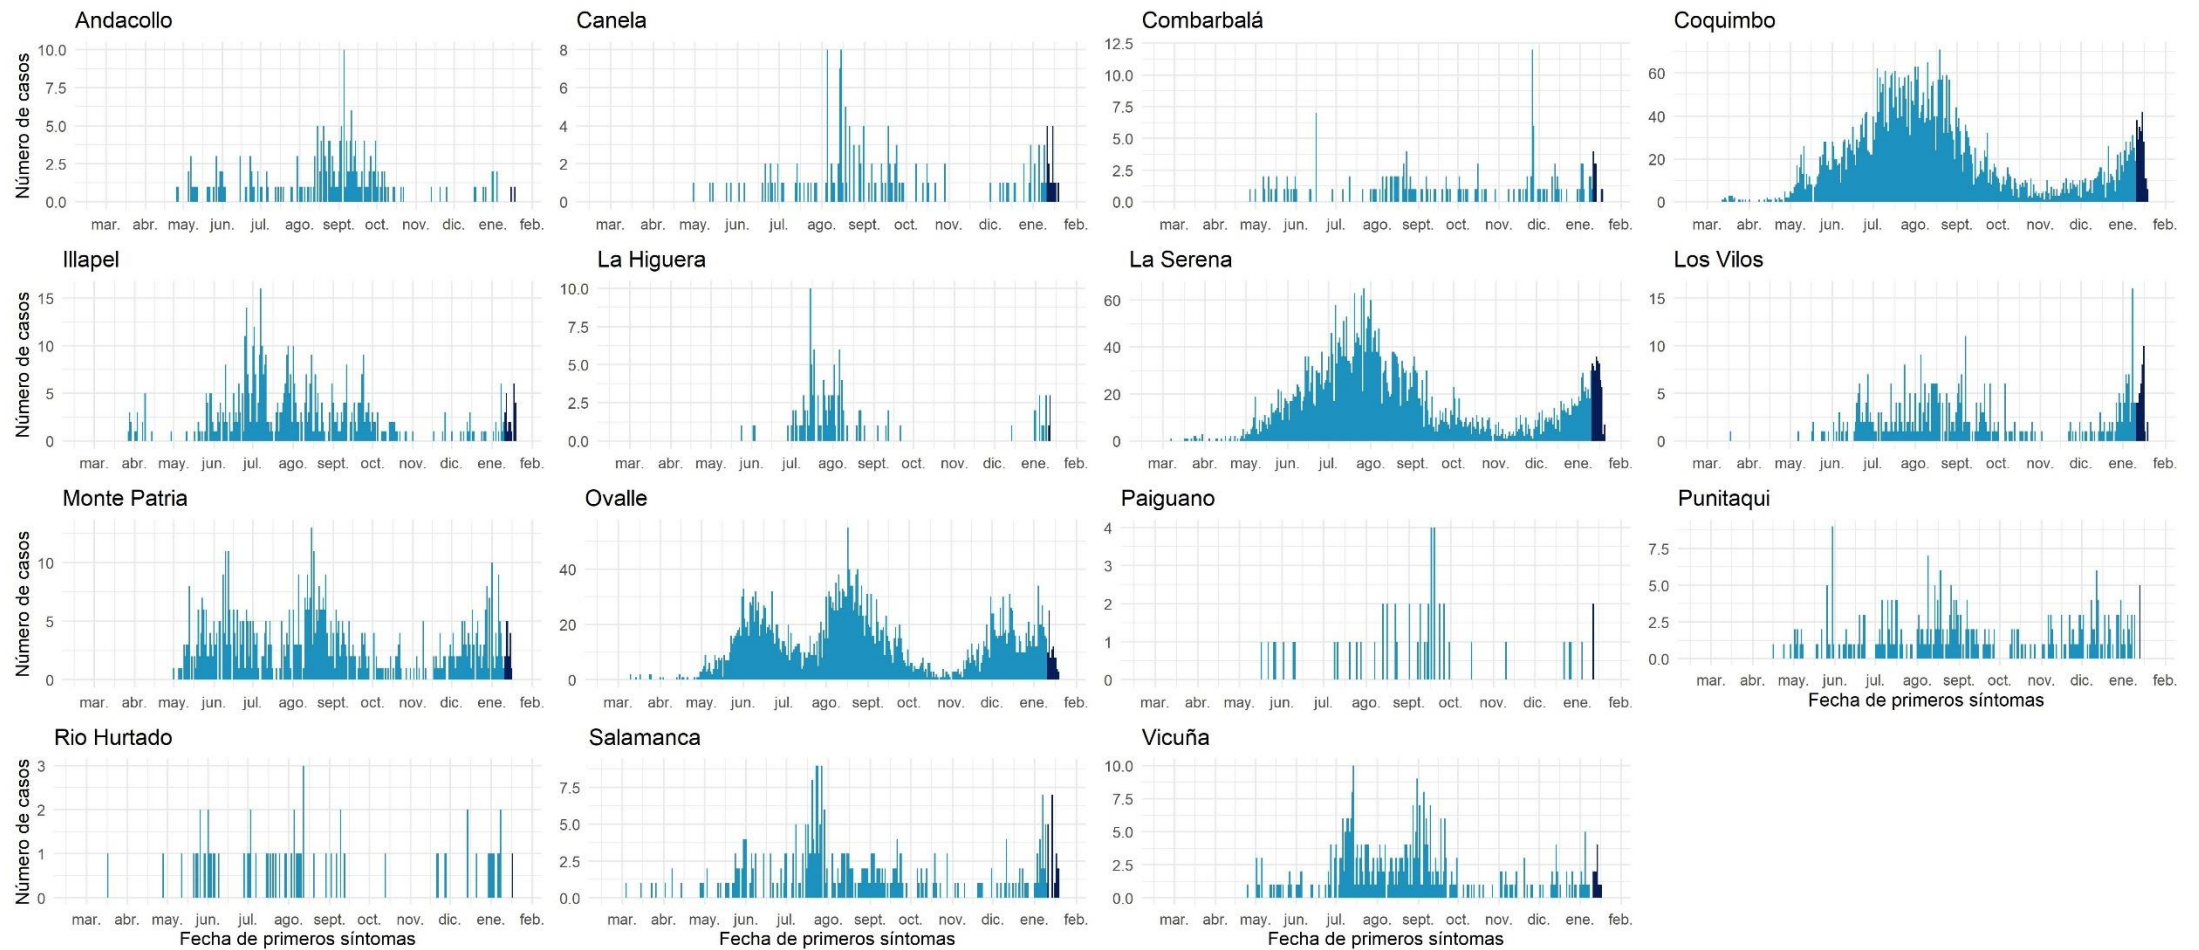 Andacollo
Número de casos
10.0
7.5
5.0
2.5
0.0
mar. abr. may. jun. jul. ago. sept. oct. nov. dic. ene. feb.
Canela
8
6
4
2
0
mar. abr. may. jun. jul. ago. sept. oct. nov. dic. ene. feb.
Combarbalá
12.5
10.0
7.5
5.0
2.5
0.0
mar. abr. may. jun. jul. ago. sept. oct. nov. dic. ene. feb.
Coquimbo
60
40
20
0
mar. abr. may. jun. jul. ago. sept. oct. nov. dic. ene. feb.
Illapel
Número de casos
15
10
5
0
mar. abr. may. jun. jul. ago. sept. oct. nov. dic. ene. feb.
La Higuera
10.0
7.5
5.0
2.5
0.0
mar. abr. may. jun. jul. ago. sept. oct. nov. dic. ene. feb.
La Serena
60
40
20
0
mar. abr. may. jun. jul. ago. sept. oct. nov. dic. ene. feb.
Los Vilos
15
10
5
0
mar. abr. may. jun. jul. ago. sept. oct. nov. dic. ene. feb.
Monte Patria
Número de casos
10
5
0
mar. abr. may. jun. jul. ago. sept. oct. nov. dic. ene. feb.
Ovalle
40
20
0
mar. abr. may. jun. jul. ago. sept. oct. nov. dic. ene. feb.
Paiguano
4
3
2
1
0
mar. abr. may. jun. jul. ago. sept. oct. nov. dic. ene. feb.
Punitaqui
7.5
5.0
2.5
0.0
mar. abr. may. jun. jul. ago. sept. oct. nov. dic. ene. feb.
Fecha de primeros síntomas
Rio Hurtado
Número de casos
3
2
1
0
mar. abr. may. jun. jul. ago. sept. oct. nov. dic. ene. feb.
Fecha de primeros síntomas
Salamanca
7.5
5.0
2.5
0.0
mar. abr. may. jun. jul. ago. sept. oct. nov. dic. ene. feb.
Fecha de primeros síntomas
Vicuña
10.0
7.5
5.0
2.5
0.0
mar. abr. may. jun. jul. ago. sept. oct. nov. dic. ene. feb.
Fecha de primeros síntomas